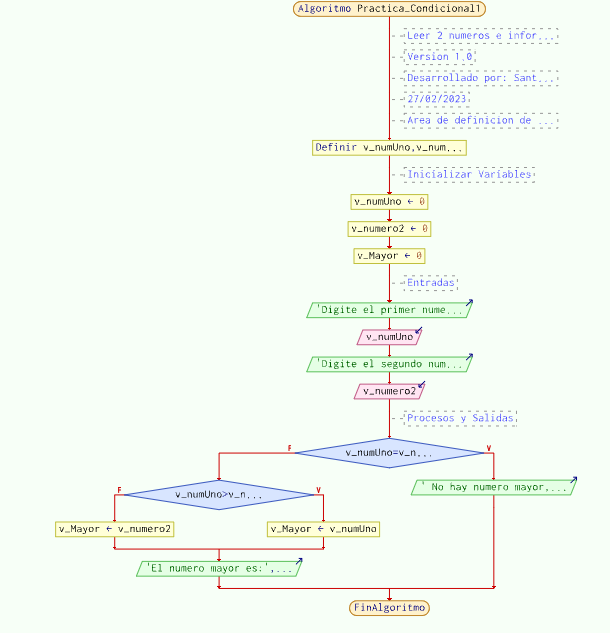 Algoritmo Practica_Condicional1
Leer 2 numeros e infor...
Version 1.0
Desarrollado por: Sant...
27/02/2023
Area de definicion de ...
Definir v_numUno,v_num...
Inicializar Variables
v_numUno ← 0
v_numero2 ← 0
v_Mayor ← 0
Entradas
'Digite el primer nume...
v_numUno
'Digite el segundo num...
v_numero2
Procesos y Salidas
F
v_numUno=v_n...
V
F
v_numUno>v_n...
V
' No hay numero mayor,...
v_Mayor ← v_numero2
v_Mayor ← v_numUno
'El numero mayor es:',...
FinAlgoritmo